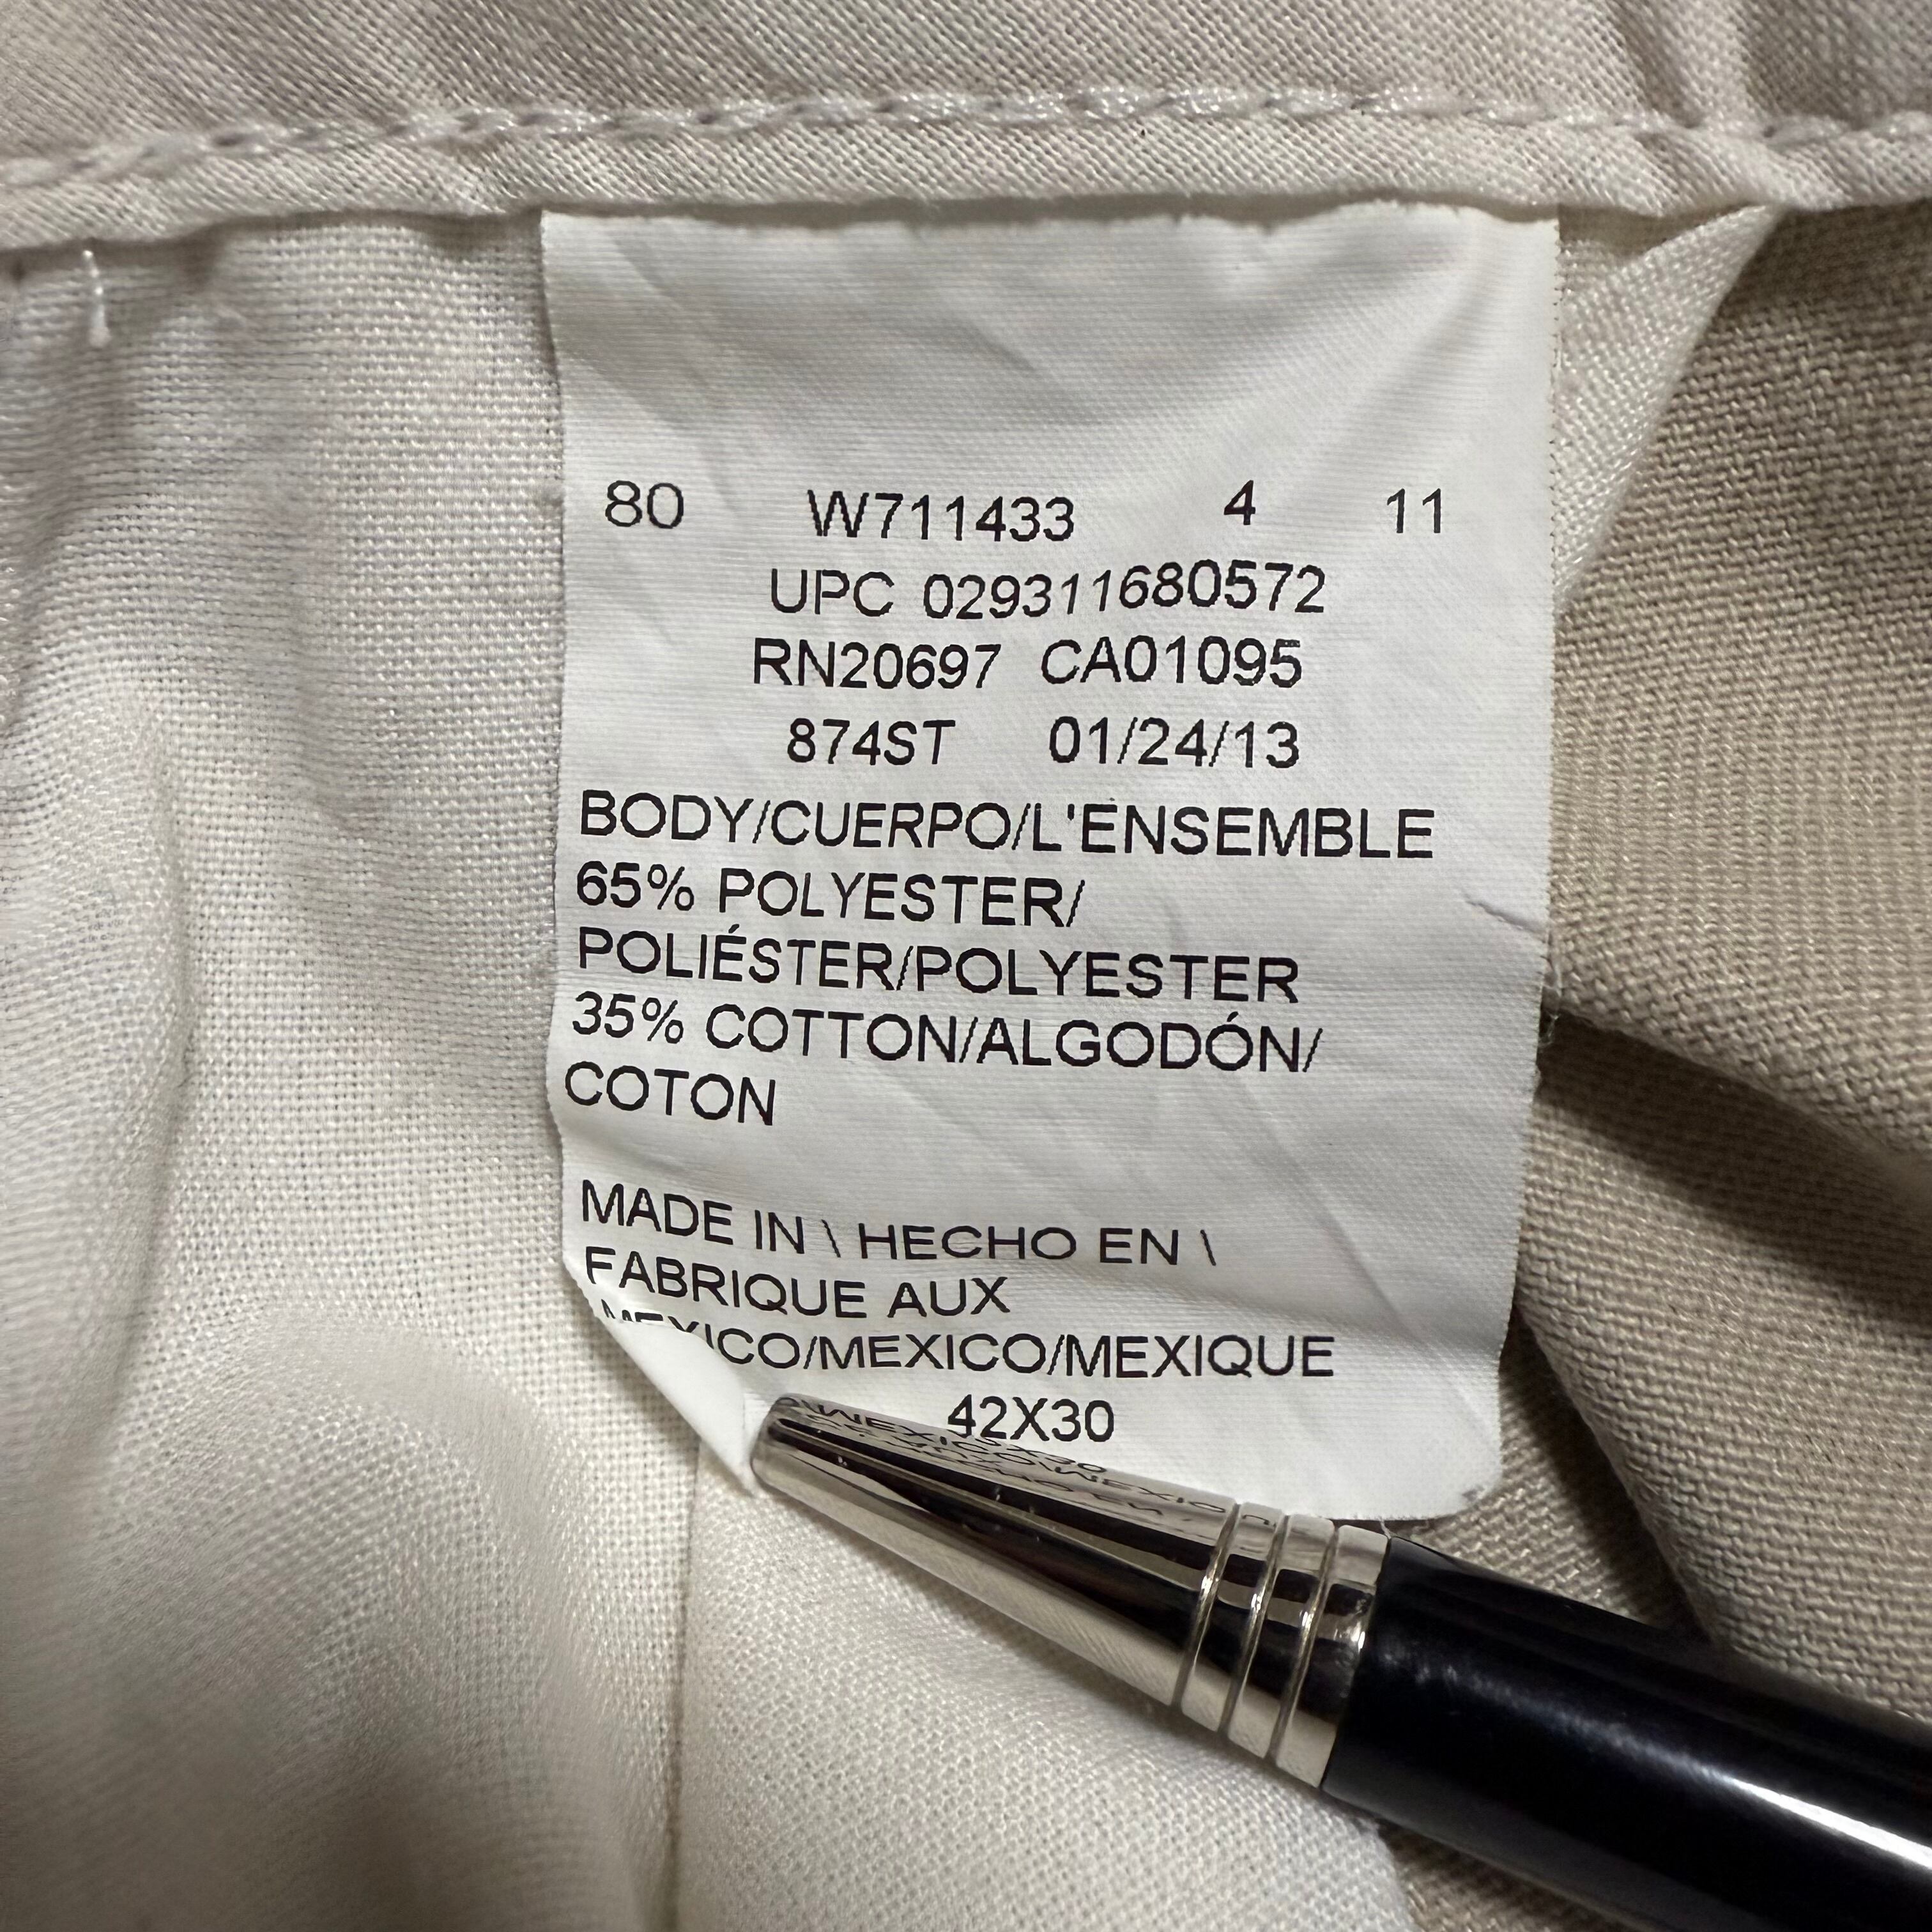 80 W711433 4 11
UPC 029311680572
RN20697 CA01095
874ST 01/24/13
BODY/CUERPO/L'ENSEMBLE
65% POLYESTER/
POLIÉSTER/POLYESTER
35% COTTON/ALGODÓN/
COTON
MADE IN \ HECHO EN \
FABRIQUE AUX
MEXICO/MEXICO/MEXIQUE
42X30